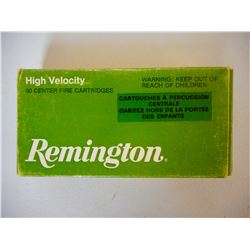 High Velocity
50 CENTER FIRE CARTRIDGES
WARNING: KEEP OUT OF
REACH OF CHILDREN
CARTOUCHES À PERCUSSION
CENTRALE
GARDEZ HORS DE LA PORTÉE
DES ENFANTS
Remington